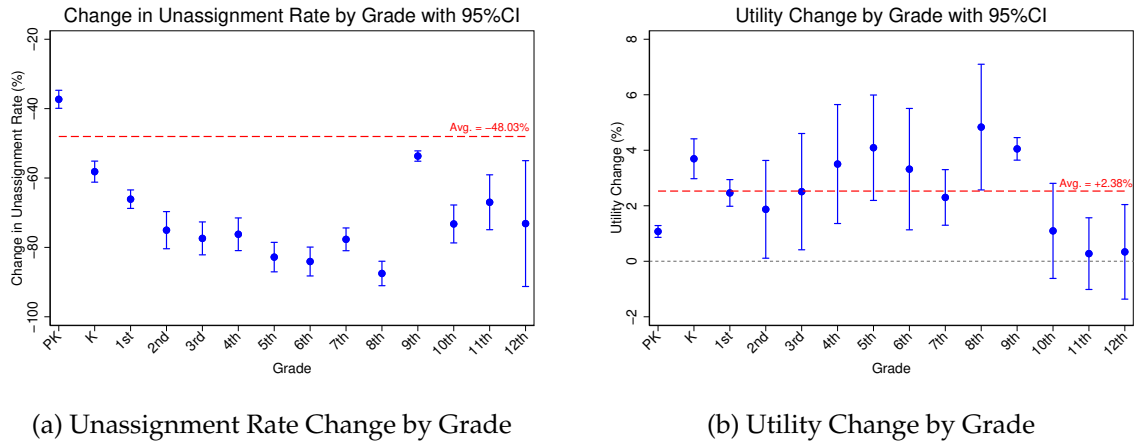 Change in Unassignment Rate by Grade with 95%CI
Change in Unassignment Rate (%)
−20
−40
−60
−80
−100
Avg. = −48.03%
PK K 1st 2nd 3rd 4th 5th 6th 7th 8th 9th 10th 11th 12th
Grade
(a) Unassignment Rate Change by Grade
Utility Change by Grade with 95%CI
Utility Change (%)
8
6
4
2
0
−2
Avg. = +2.38%
PK K 1st 2nd 3rd 4th 5th 6th 7th 8th 9th 10th 11th 12th
Grade
(b) Utility Change by Grade